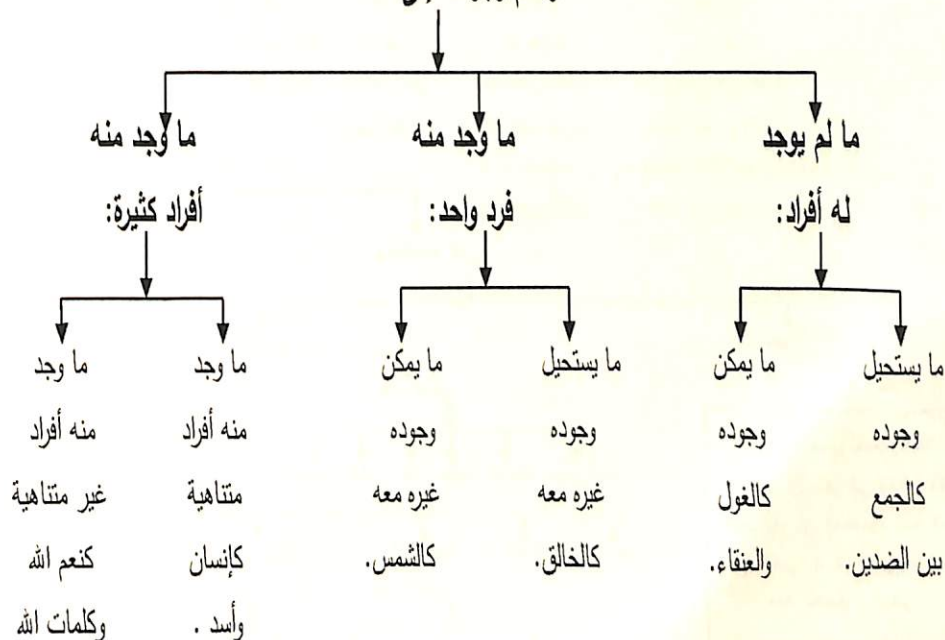 ما لم يوجد
له أفراد:
ما يستحيل
وجوده
كالجمع
بين الضدين.
ما يمكن
وجوده
كالغول
والعنقاء.
ما وجد منه
فرد واحد:
ما يستحيل
وجوده
غيره معه
كالخالق.
ما يمكن
وجوده
غيره معه
كالشمس.
ما وجد منه
أفراد كثيرة:
ما وجد
منه أفراد
متناهية
كإنسان
وأسد .
ما وجد
منه أفراد
غير متناهية
كنعم الله
وكلمات الله